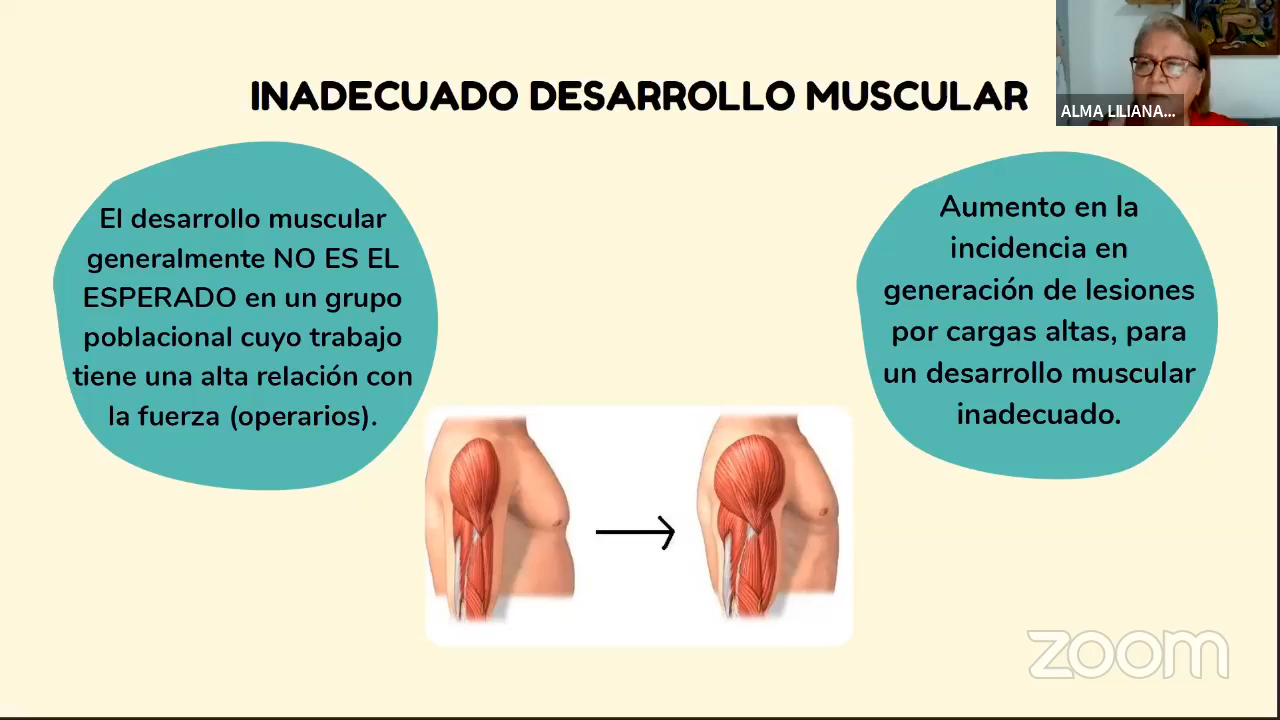 INADECUADO DESARROLLO MUSCULAR
ALMA LILIANA...
El desarrollo muscular
generalmente NO ES EL
ESPERADO en un grupo
poblacional cuyo trabajo
tiene una alta relación con
la fuerza (operarios).
Aumento en la
incidencia en
generación de lesiones
por cargas altas, para
un desarrollo muscular
inadecuado.
zoom